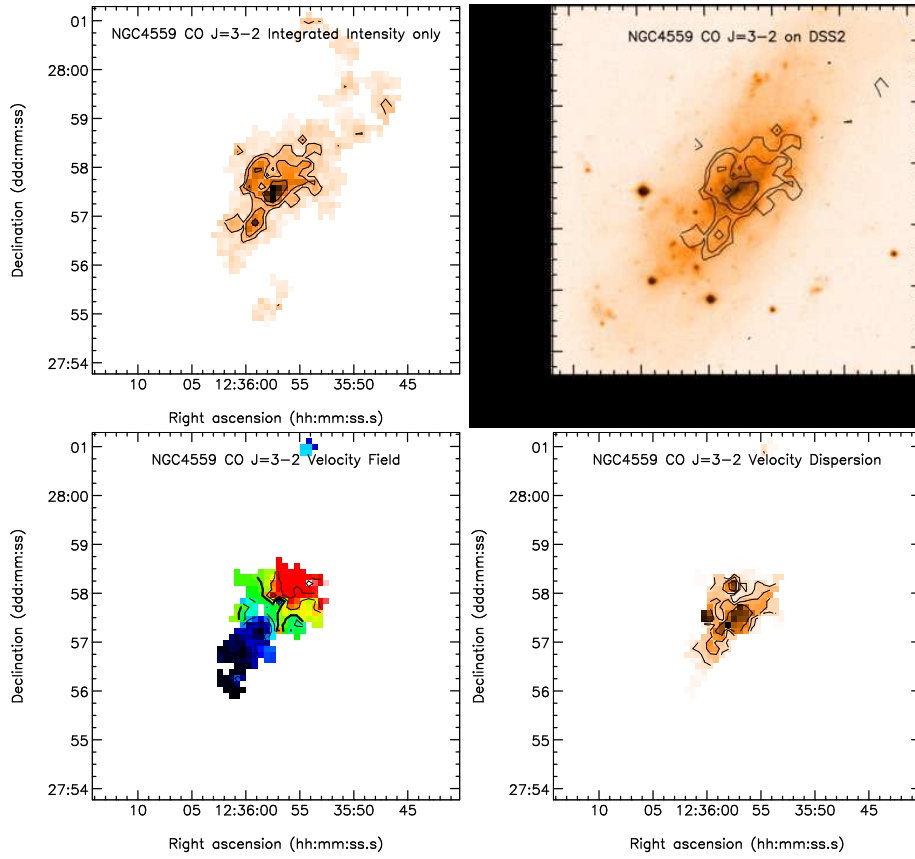 NGC4559 CO J=3-2 Integrated Intensity only
01
28:00
59
58
57
56
55
27:54
Declination (ddd:mm:ss)
10 05 12:36:00 55 35:50 45
Right ascension (hh:mm:ss.s)
NGC4559 CO J=3-2 on DSS2
NGC4559 CO J=3-2 Velocity Field
01
28:00
59
58
57
56
55
27:54
Declination (ddd:mm:ss)
10 05 12:36:00 55 35:50 45
Right ascension (hh:mm:ss.s)
NGC4559 CO J=3-2 Velocity Dispersion
01
28:00
59
58
57
56
55
27:54
Declination (ddd:mm:ss)
10 05 12:36:00 55 35:50 45
Right ascension (hh:mm:ss.s)